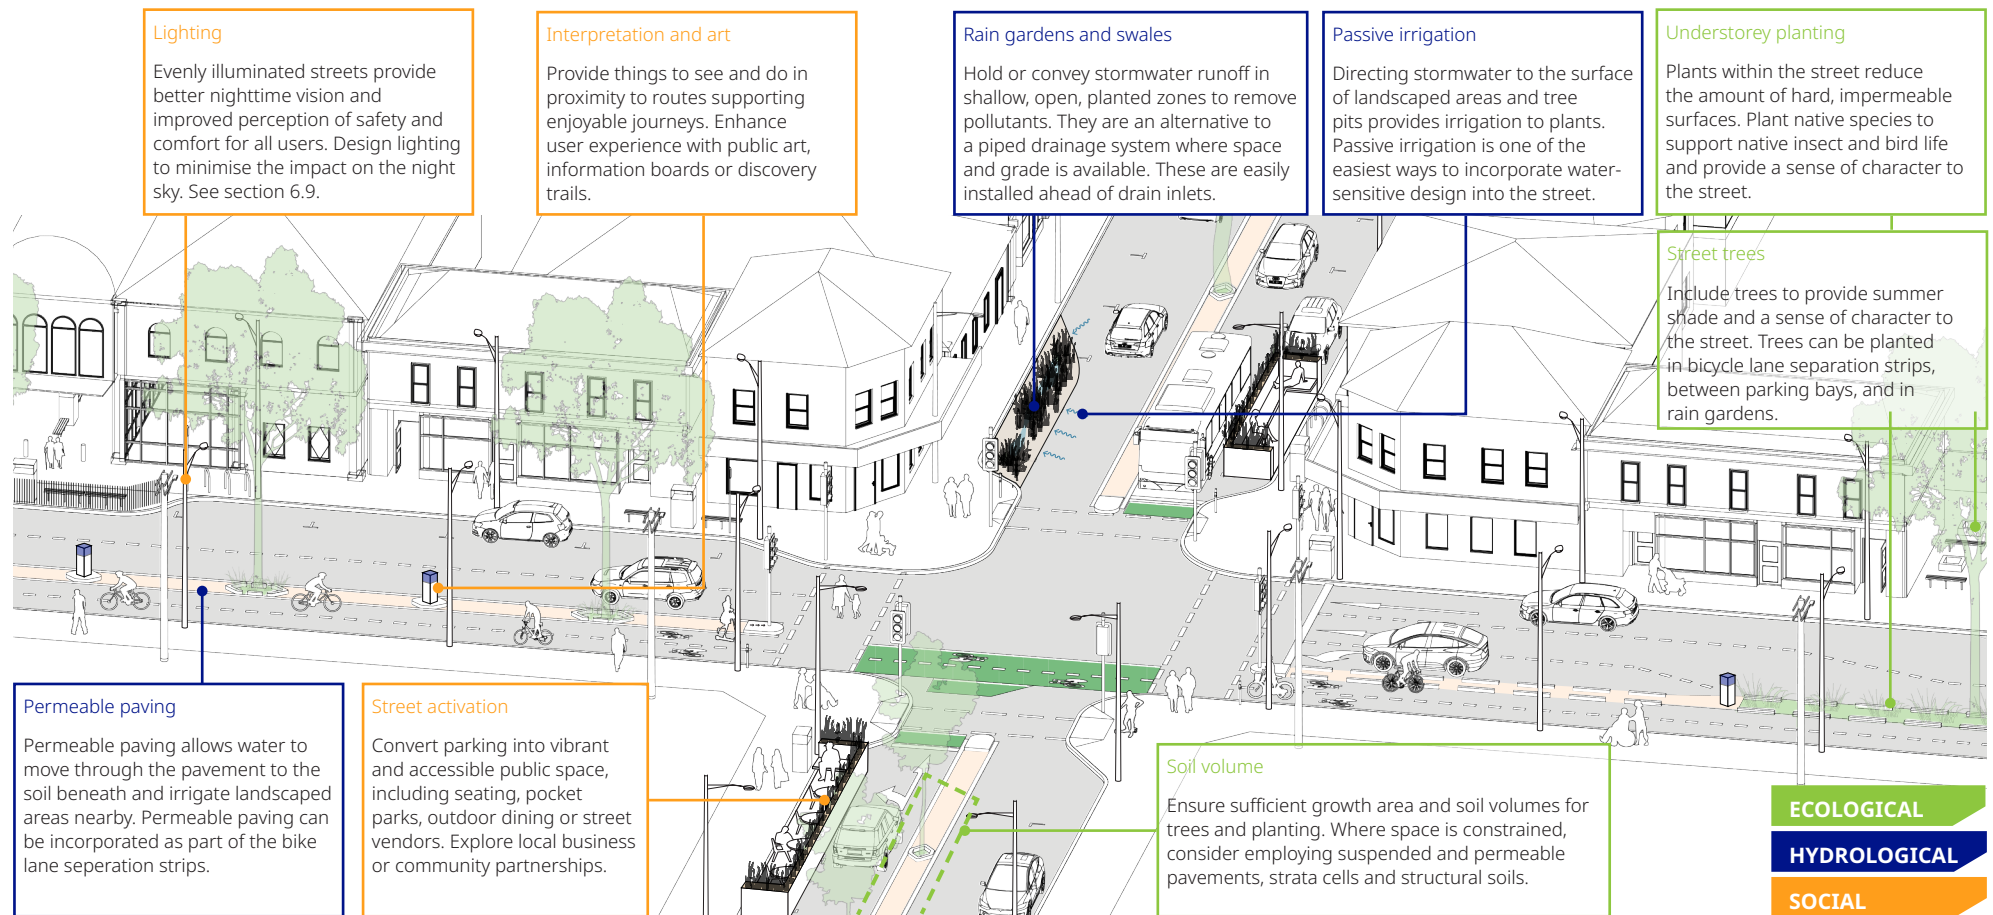 Lighting
Evenly illuminated streets provide
better nighttime vision and
improved perception of safety and
comfort for all users. Design lighting
to minimise the impact on the night
sky. See section 6.9.
Interpretation and art
Provide things to see and do in
proximity to routes supporting
enjoyable journeys. Enhance
user experience with public art,
information boards or discovery
trails.
Rain gardens and swales
Hold or convey stormwater runoff in
shallow, open, planted zones to remove
pollutants. They are an alternative to
a piped drainage system where space
and grade is available. These are easily
installed ahead of drain inlets.
Passive irrigation
Directing stormwater to the surface
of landscaped areas and tree
pits provides irrigation to plants.
Passive irrigation is one of the
easiest ways to incorporate water-
sensitive design into the street.
Understorey planting
Plants within the street reduce
the amount of hard, impermeable
surfaces. Plant native species to
support native insect and bird life
and provide a sense of character to
the street.
Street trees
Include trees to provide summer
shade and a sense of character to
the street. Trees can be planted
in bicycle lane separation strips,
between parking bays, and in
rain gardens.
Permeable paving
Permeable paving allows water to
move through the pavement to the
soil beneath and irrigate landscaped
areas nearby. Permeable paving can
be incorporated as part of the bike
lane seperation strips.
Street activation
Convert parking into vibrant
and accessible public space,
including seating, pocket
parks, outdoor dining or street
vendors. Explore local business
or community partnerships.
Soil volume
Ensure sufficient growth area and soil volumes for
trees and planting. Where space is constrained,
consider employing suspended and permeable
pavements, strata cells and structural soils.
ECOLOGICAL
HYDROLOGICAL
SOCIAL